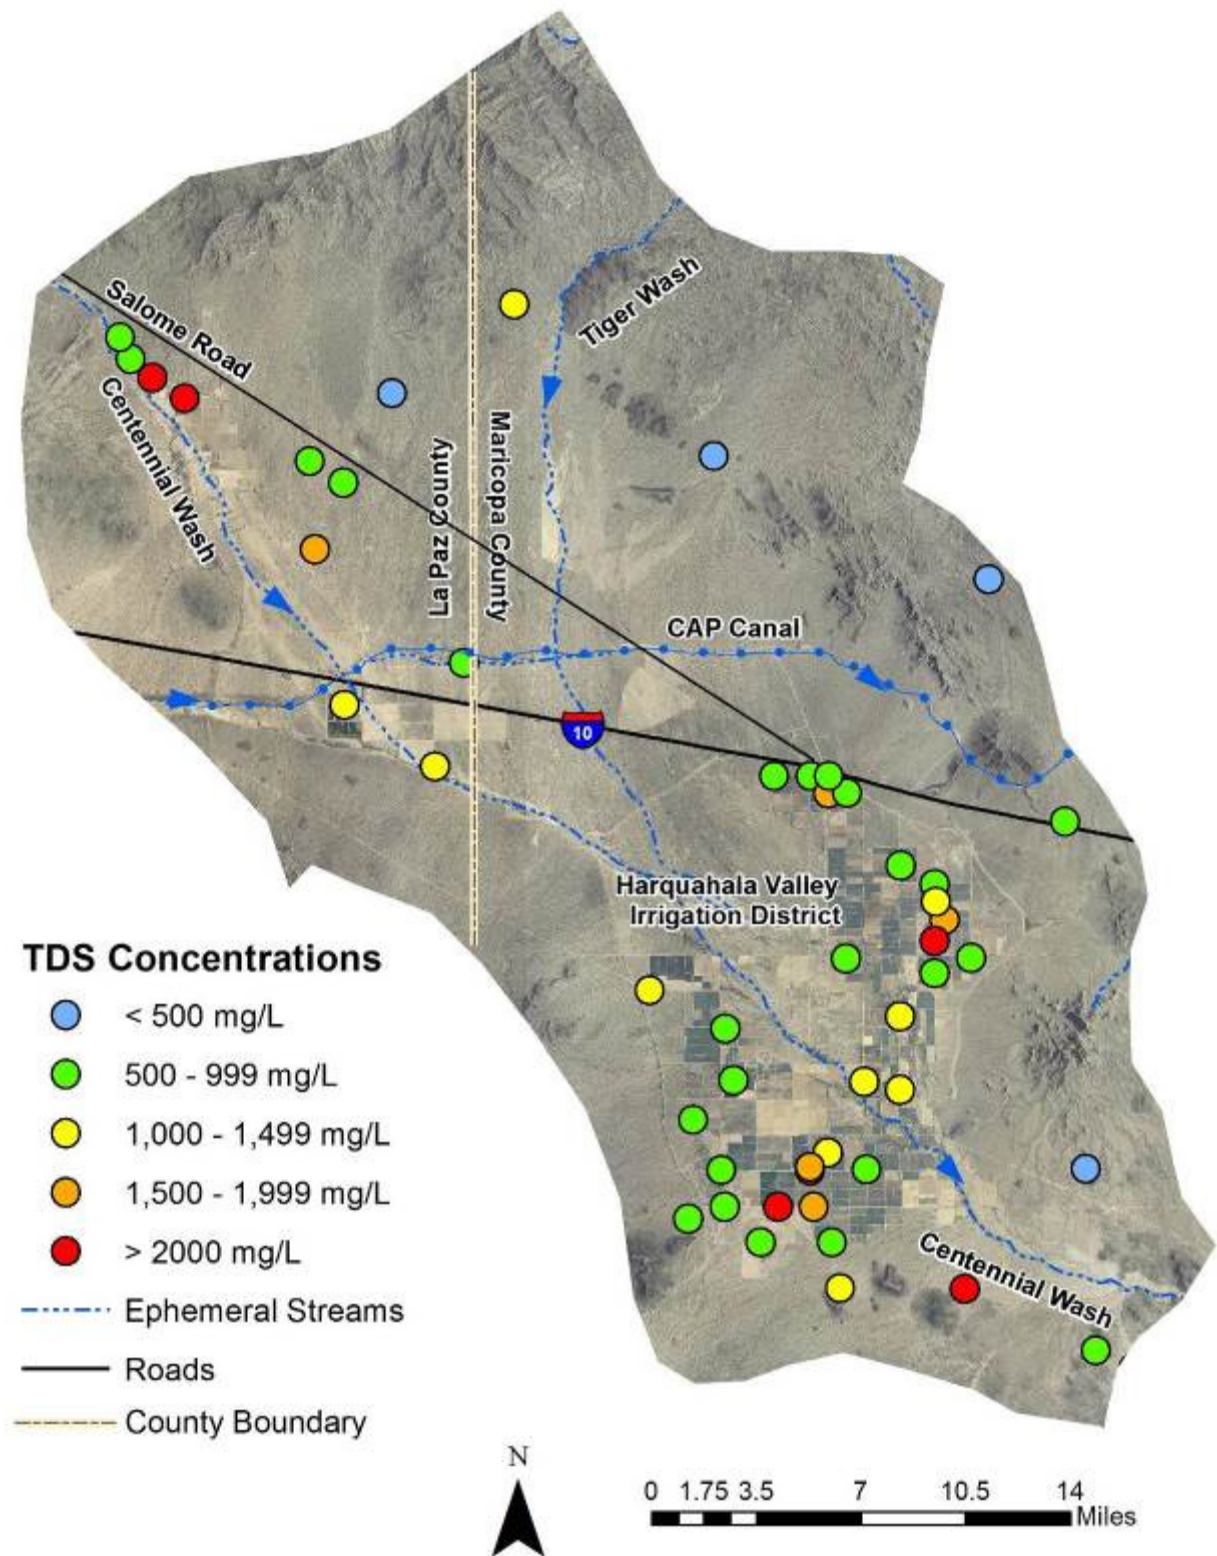 Salome Road
Tiger Wash
Centennial Wash
La Paz County
Maricopa County
CAP Canal
10
Harquahala Valley
Irrigation District
Centennial Wash
TDS Concentrations
< 500 mg/L
500 - 999 mg/L
1,000 - 1,499 mg/L
1,500 - 1,999 mg/L
> 2000 mg/L
Ephemeral Streams
Roads
County Boundary
N
0 1.75 3.5 7 10.5 14
Miles